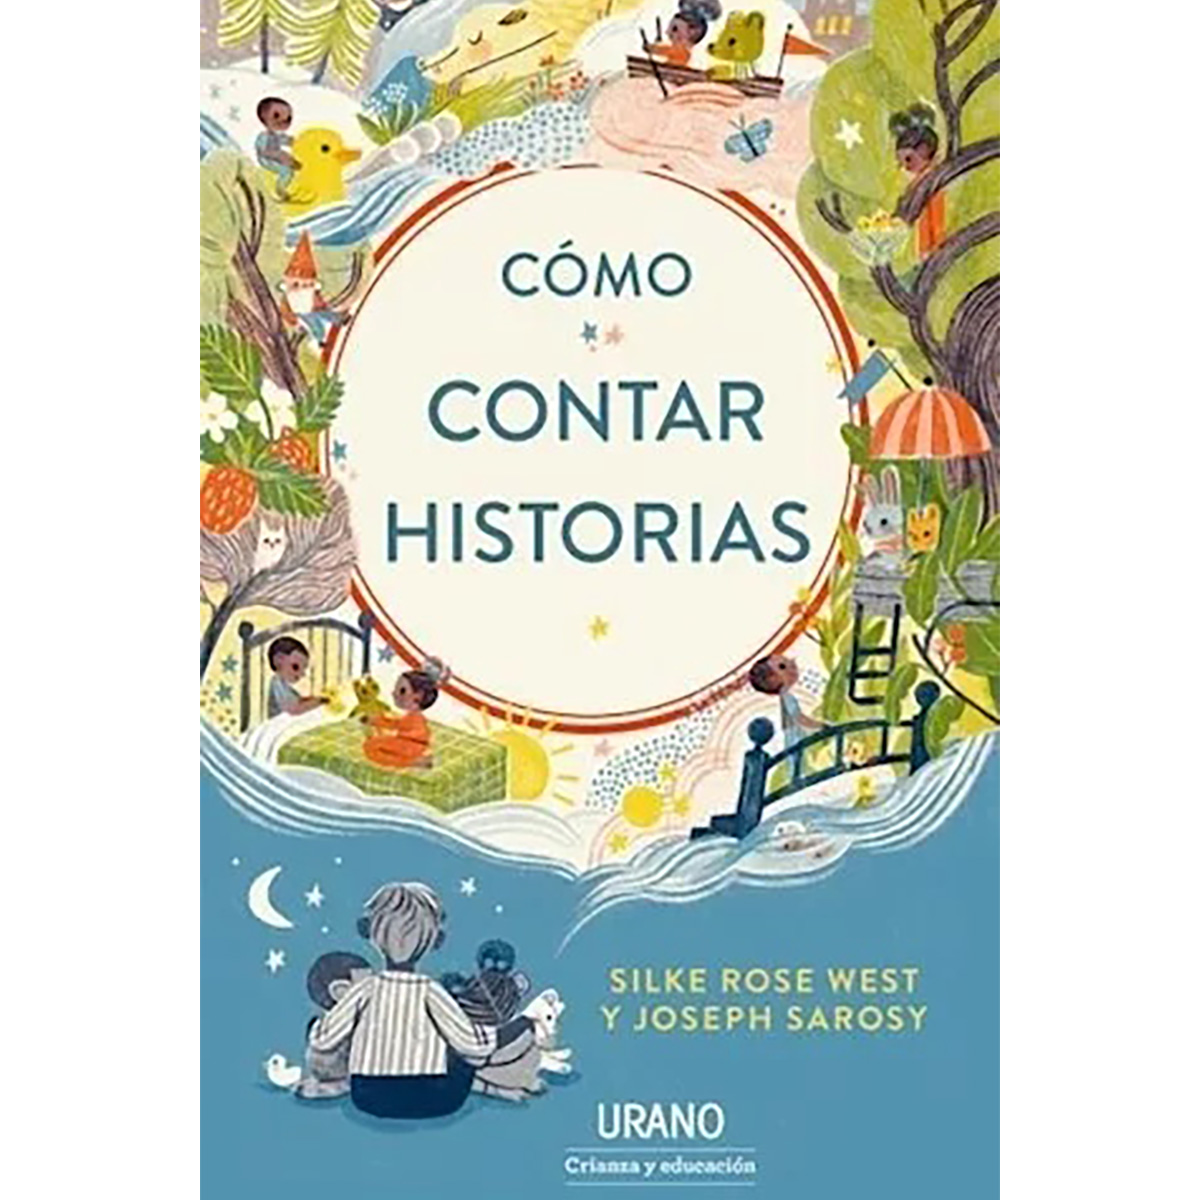 CÓMO
CONTAR
HISTORIAS
SILKE ROSE WEST
Y JOSEPH SAROSY
URANO
Crianza y educación